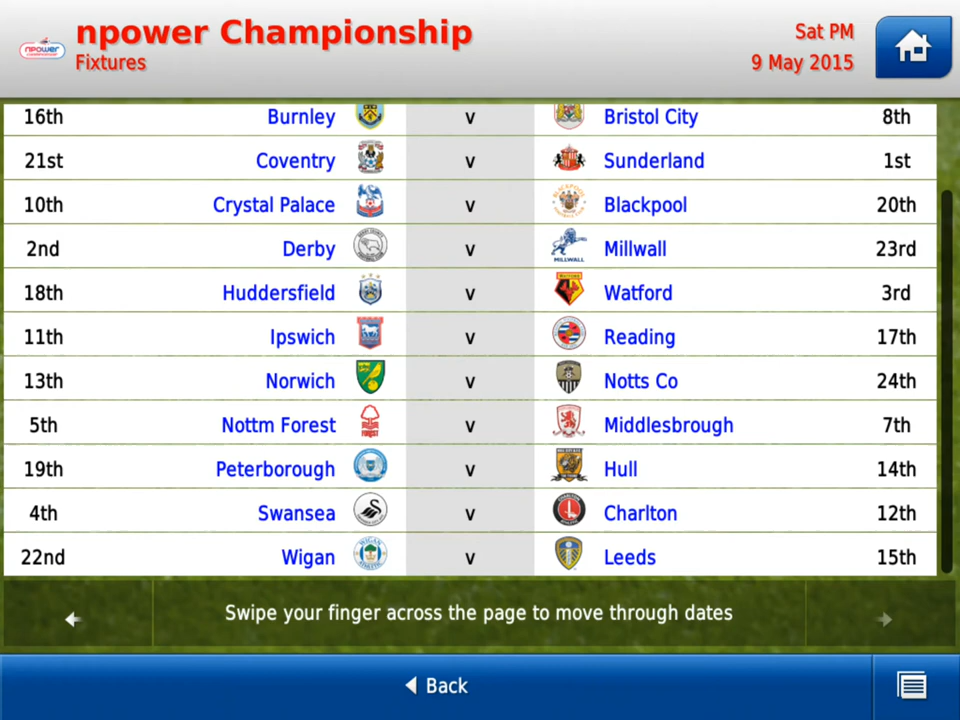 npower Championship
Fixtures
Sat PM
9 May 2015
npower
16th Burnley v Bristol City 8th
21st Coventry v Sunderland 1st
10th Crystal Palace v Blackpool 20th
2nd Derby v Millwall 23rd
MILLWALL
18th Huddersfield v Watford 3rd
11th Ipswich v Reading 17th
13th Norwich v Notts Co 24th
5th Nottm Forest v Middlesbrough 7th
19th Peterborough v Hull 14th
4th Swansea v Charlton 12th
22nd Wigan v Leeds 15th
Swipe your finger across the page to move through dates
Back